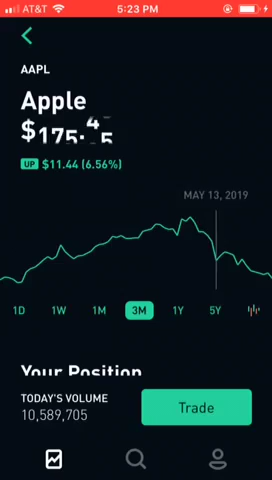 AT&T 5:23 PM
AAPL
Apple
UP $11.44 (6.56%)
MAY 13, 2019
1D 1W 1M 3M 1Y 5Y
Your Position
TODAY'S VOLUME
10,589,705
Trade